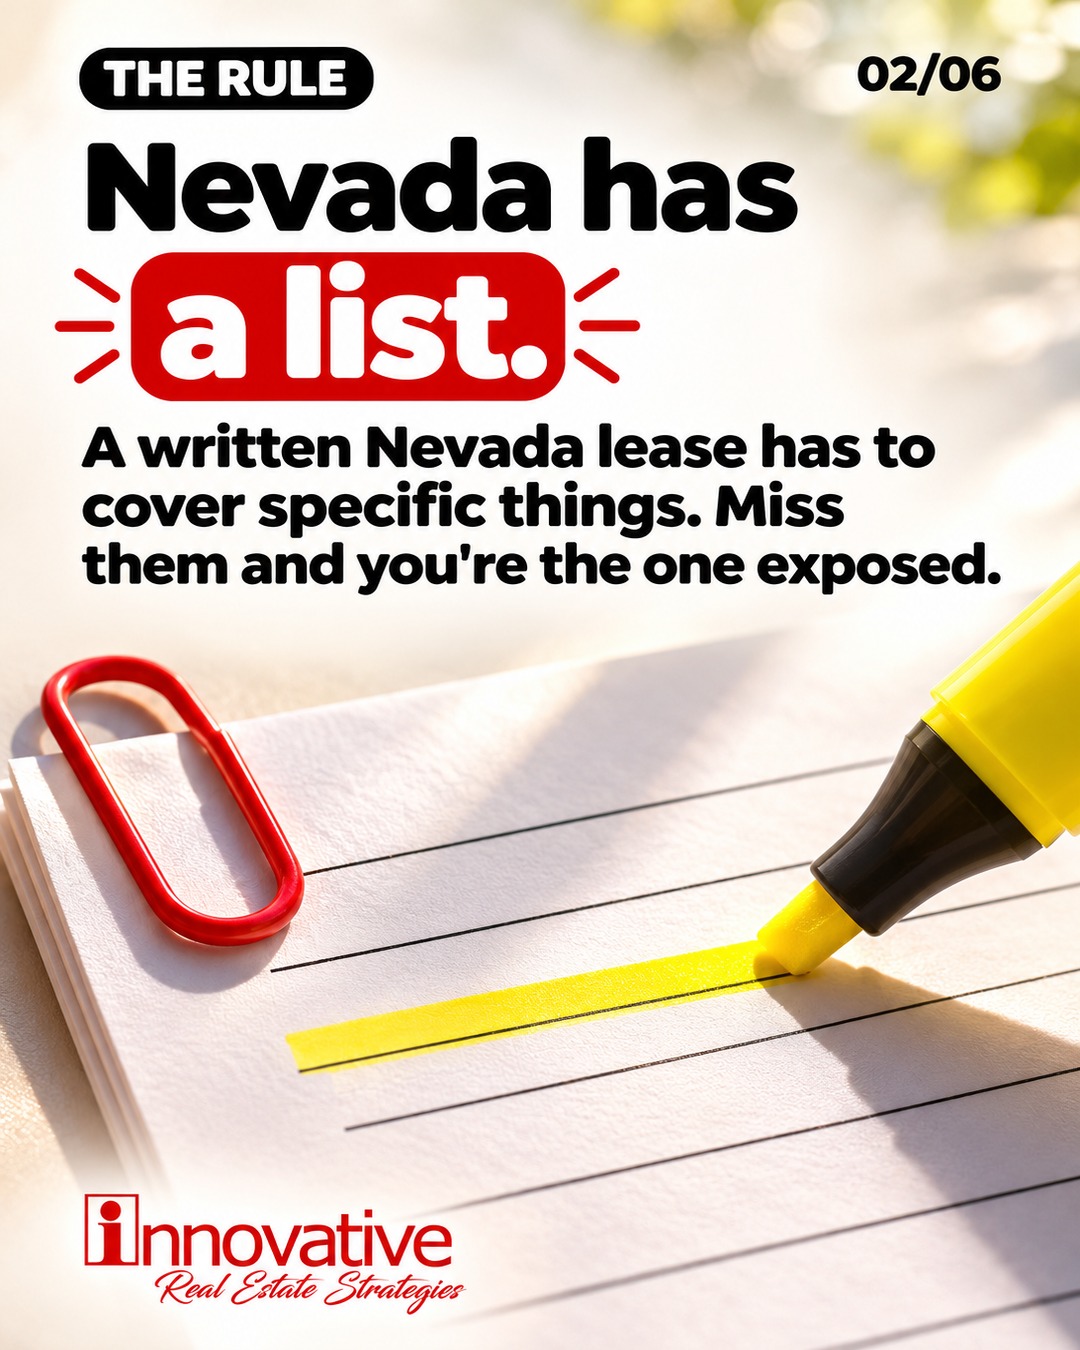 THE RULE
02/06
Nevada has
a list.
A written Nevada lease has to
cover specific things. Miss
them and you're the one exposed.
innovative
Real Estate Strategies